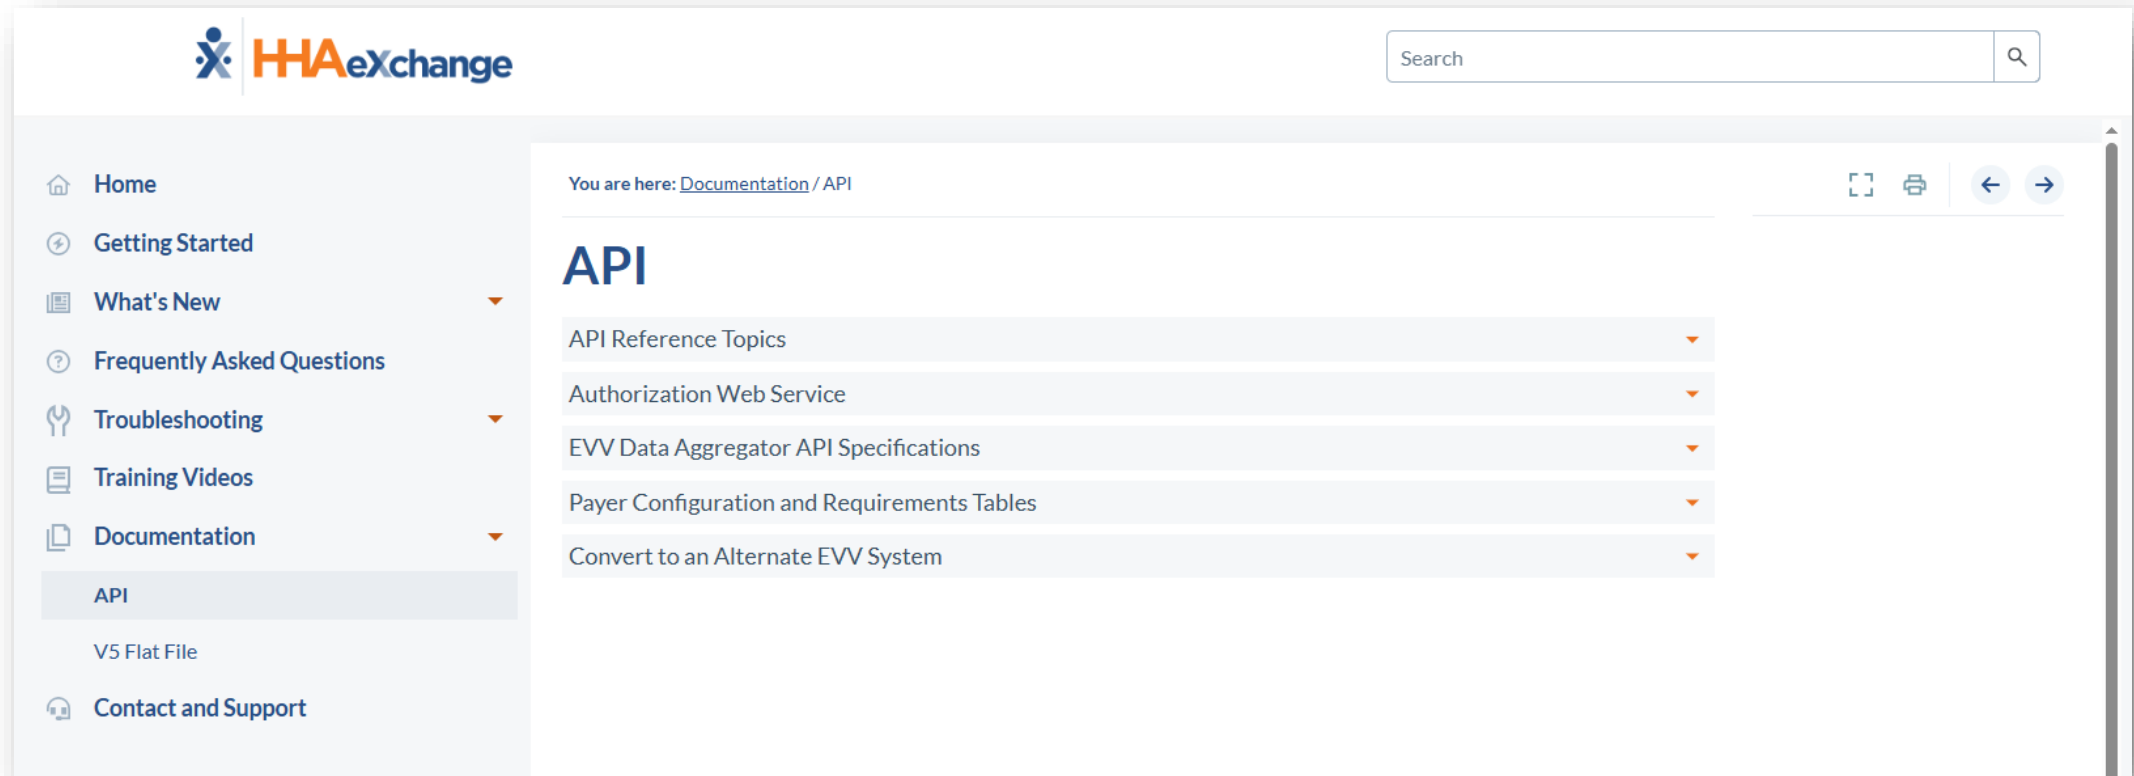 HHAeXchange
Search
Home
Getting Started
What's New
Frequently Asked Questions
Troubleshooting
Training Videos
Documentation
API
V5 Flat File
Contact and Support
You are here: Documentation / API
API
API Reference Topics
Authorization Web Service
EVV Data Aggregator API Specifications
Payer Configuration and Requirements Tables
Convert to an Alternate EVV System